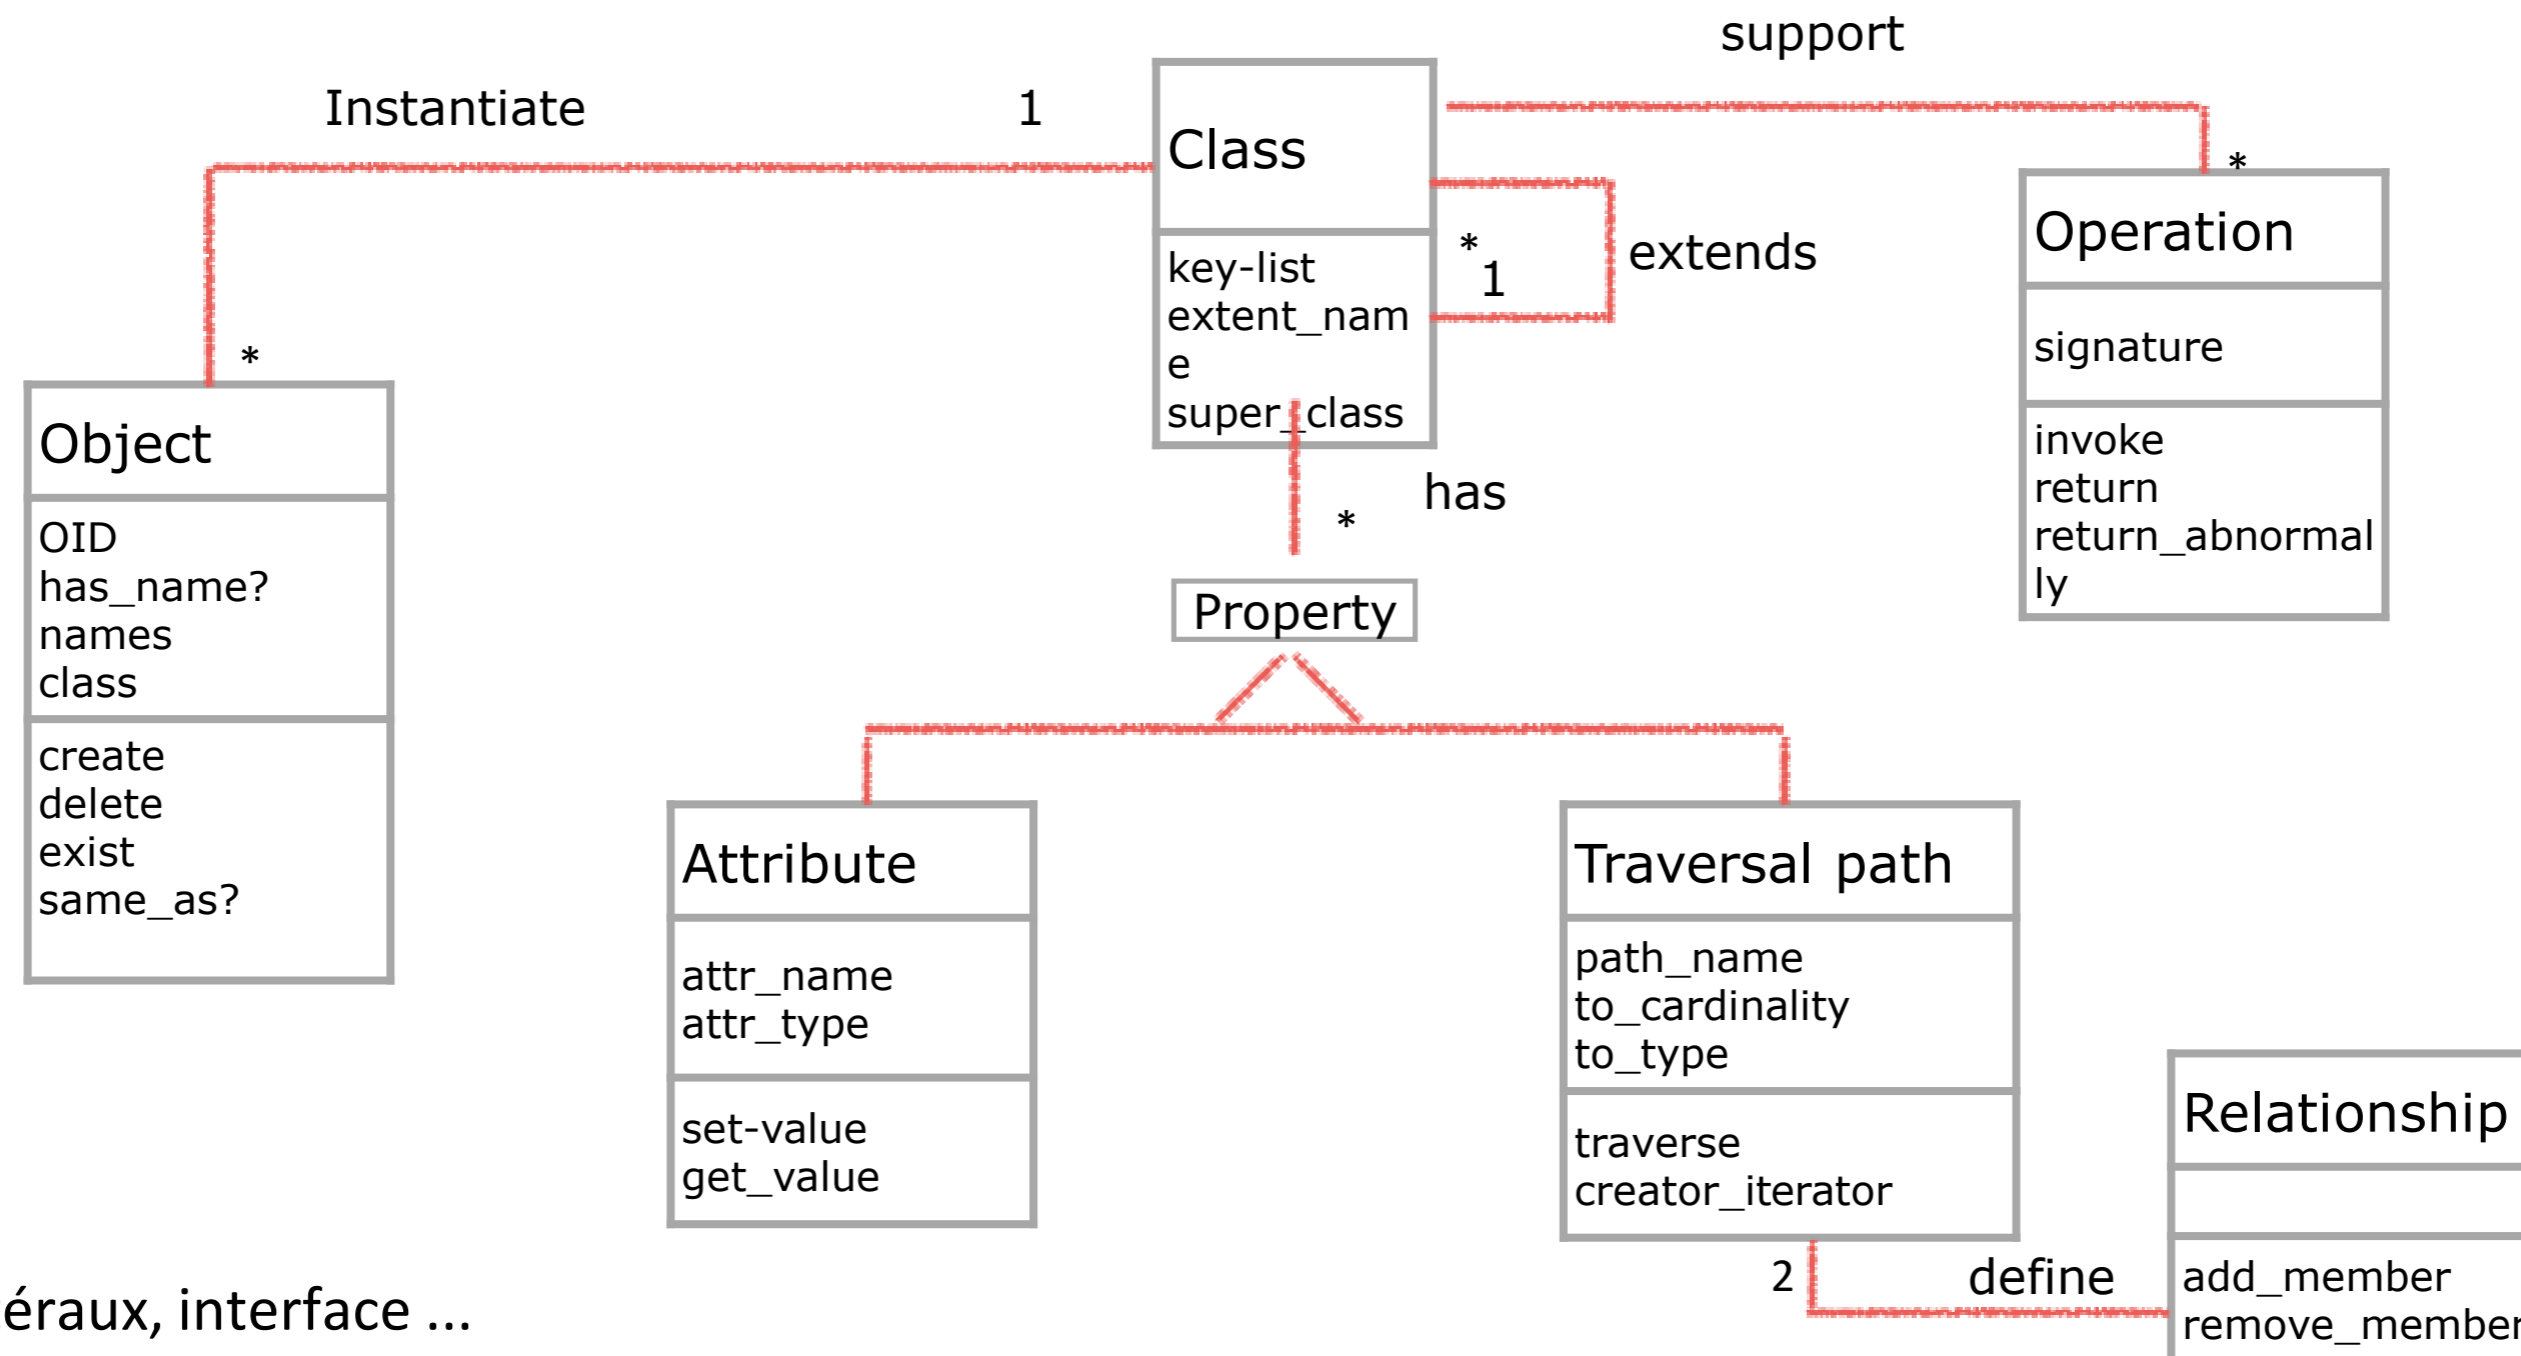 support
Instantiate
1
Class
*
key-list
extent_nam
e
super_class
*
1
extends
Operation
signature
invoke
return
return_abnormal
ly
*
Object
OID
has_name?
names
class
create
delete
exist
same_as?
has
*
Property
Attribute
attr_name
attr_type
set-value
get_value
Traversal path
path_name
to_cardinality
to_type
traverse
creator_iterator
Relationship
add_member
remove_member
2
define
éraux, interface ...